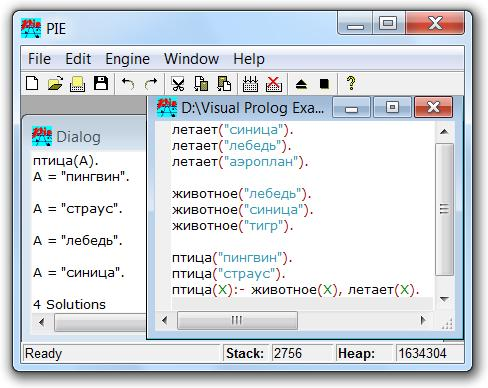 PIE
File Edit Engine Window Help
Dialog
птица(A).
A = "пингвин".
A = "страус".
A = "лебедь".
A = "синица".
4 Solutions
D:\Visual Prolog Exa...
летает("синица").
летает("лебедь").
летает("аэроплан").
животное("лебедь").
животное("синица").
животное("тигр").
птица("пингвин").
птица("страус").
птица(X):- животное(X), летает(X).
Ready Stack: 2756 Heap: 1634304